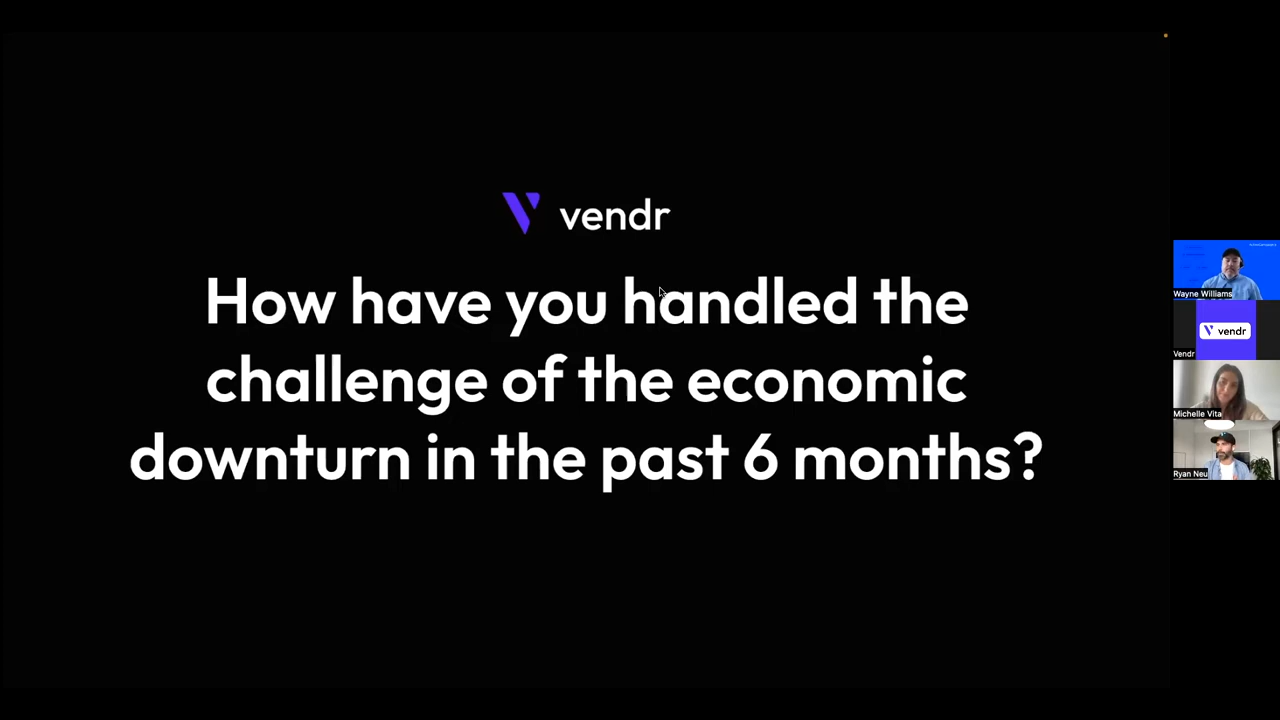 vendr
How have you handled the
challenge of the economic
downturn in the past 6 months?
Wayne Williams
vendr
Vendr
Michelle Vita
Ryan Neu